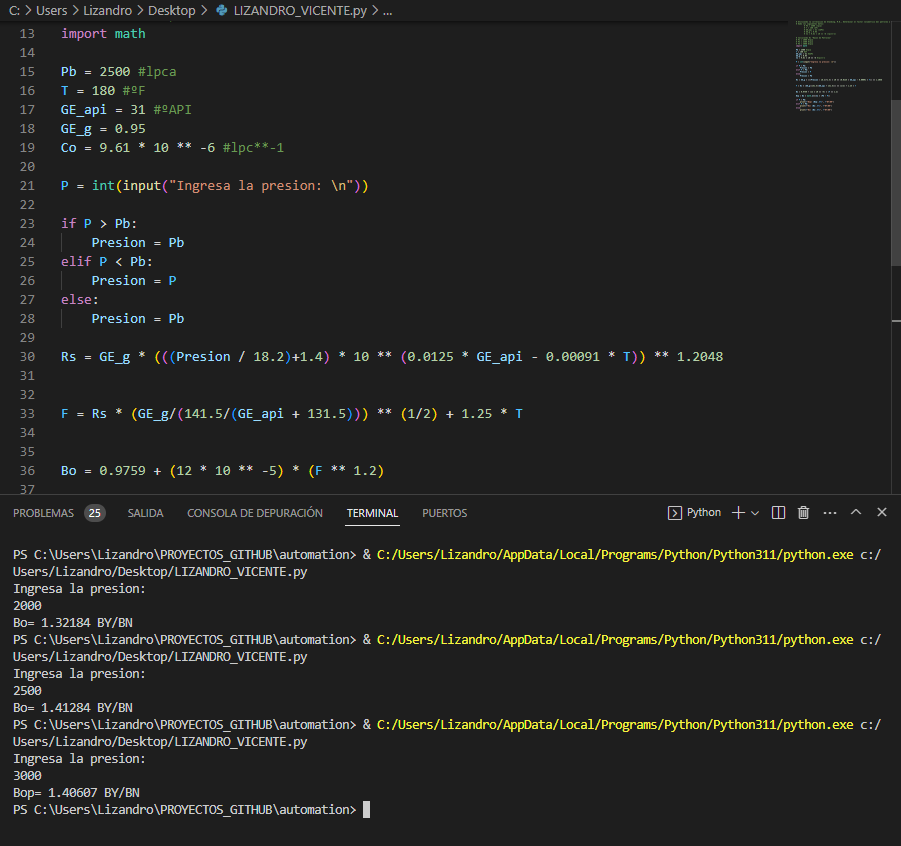 C: > Users > Lizandro > Desktop > LIZANDRO_VICENTE.py > ...
13 import math
14
15 Pb = 2500 #lpca
16 T = 180 #ºF
17 GE_api = 31 #ºAPI
18 GE_g = 0.95
19 Co = 9.61 * 10 ** -6 #lpc**-1
20
21 P = int(input("Ingresa la presion: \n"))
22
23 if P > Pb:
24     Presion = Pb
25 elif P < Pb:
26     Presion = P
27 else:
28     Presion = Pb
29
30 Rs = GE_g * (((Presion / 18.2)+1.4) * 10 ** (0.0125 * GE_api - 0.00091 * T)) ** 1.2048
31
32
33 F = Rs * (GE_g/(141.5/(GE_api + 131.5))) ** (1/2) + 1.25 * T
34
35
36 Bo = 0.9759 + (12 * 10 ** -5) * (F ** 1.2)
37
PROBLEMAS 25 SALIDA CONSOLA DE DEPURACIÓN TERMINAL PUERTOS Python
PS C:\Users\Lizandro\PROYECTOS_GITHUB\automation> & C:/Users/Lizandro/AppData/Local/Programs/Python/Python311/python.exe c:/
Users/Lizandro/Desktop/LIZANDRO_VICENTE.py
Ingresa la presion:
2000
Bo= 1.32184 BY/BN
PS C:\Users\Lizandro\PROYECTOS_GITHUB\automation> & C:/Users/Lizandro/AppData/Local/Programs/Python/Python311/python.exe c:/
Users/Lizandro/Desktop/LIZANDRO_VICENTE.py
Ingresa la presion:
2500
Bo= 1.41284 BY/BN
PS C:\Users\Lizandro\PROYECTOS_GITHUB\automation> & C:/Users/Lizandro/AppData/Local/Programs/Python/Python311/python.exe c:/
Users/Lizandro/Desktop/LIZANDRO_VICENTE.py
Ingresa la presion:
3000
Bop= 1.40607 BY/BN
PS C:\Users\Lizandro\PROYECTOS_GITHUB\automation>